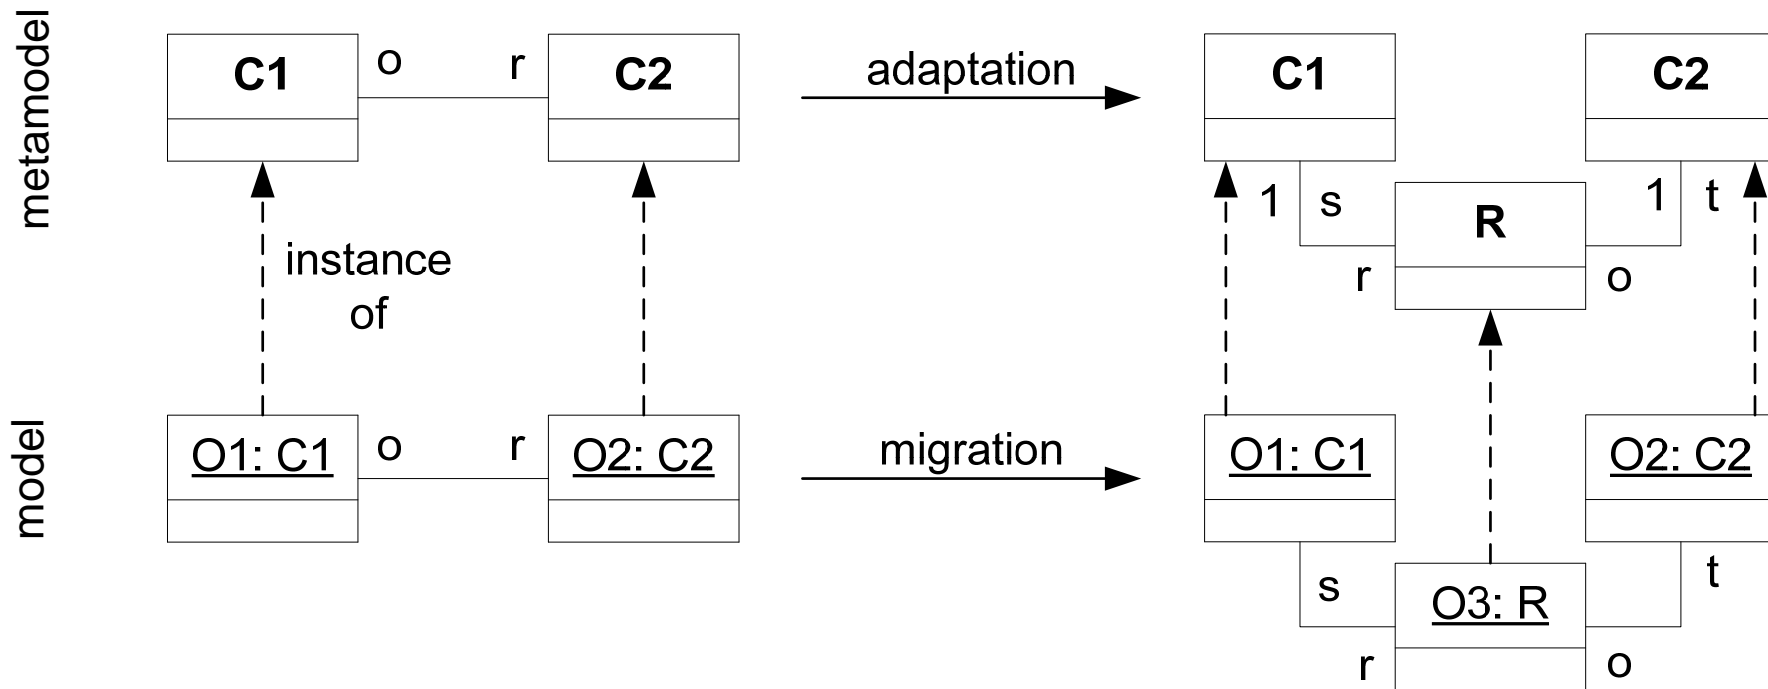 metamodel
C1
o
r
C2
adaptation
C1
C2
1
s
R
1
t
r
o
instance
of
model
O1: C1
o
r
O2: C2
migration
O1: C1
O2: C2
s
O3: R
t
r
o